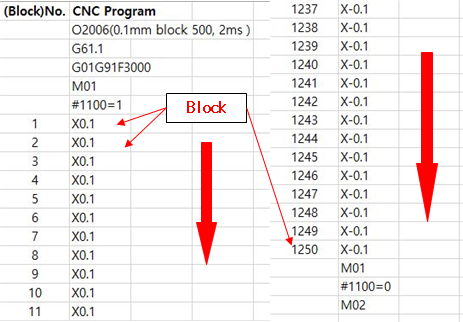 (Block)No. CNC Program
O2006(0.1mm block 500, 2ms )
G61.1
G01G91F3000
M01
#1100=1
1 X0.1
2 X0.1
3 X0.1
4 X0.1
5 X0.1
6 X0.1
7 X0.1
8 X0.1
9 X0.1
10 X0.1
11 X0.1
Block
1237 X-0.1
1238 X-0.1
1239 X-0.1
1240 X-0.1
1241 X-0.1
1242 X-0.1
1243 X-0.1
1244 X-0.1
1245 X-0.1
1246 X-0.1
1247 X-0.1
1248 X-0.1
1249 X-0.1
1250 X-0.1
M01
#1100=0
M02